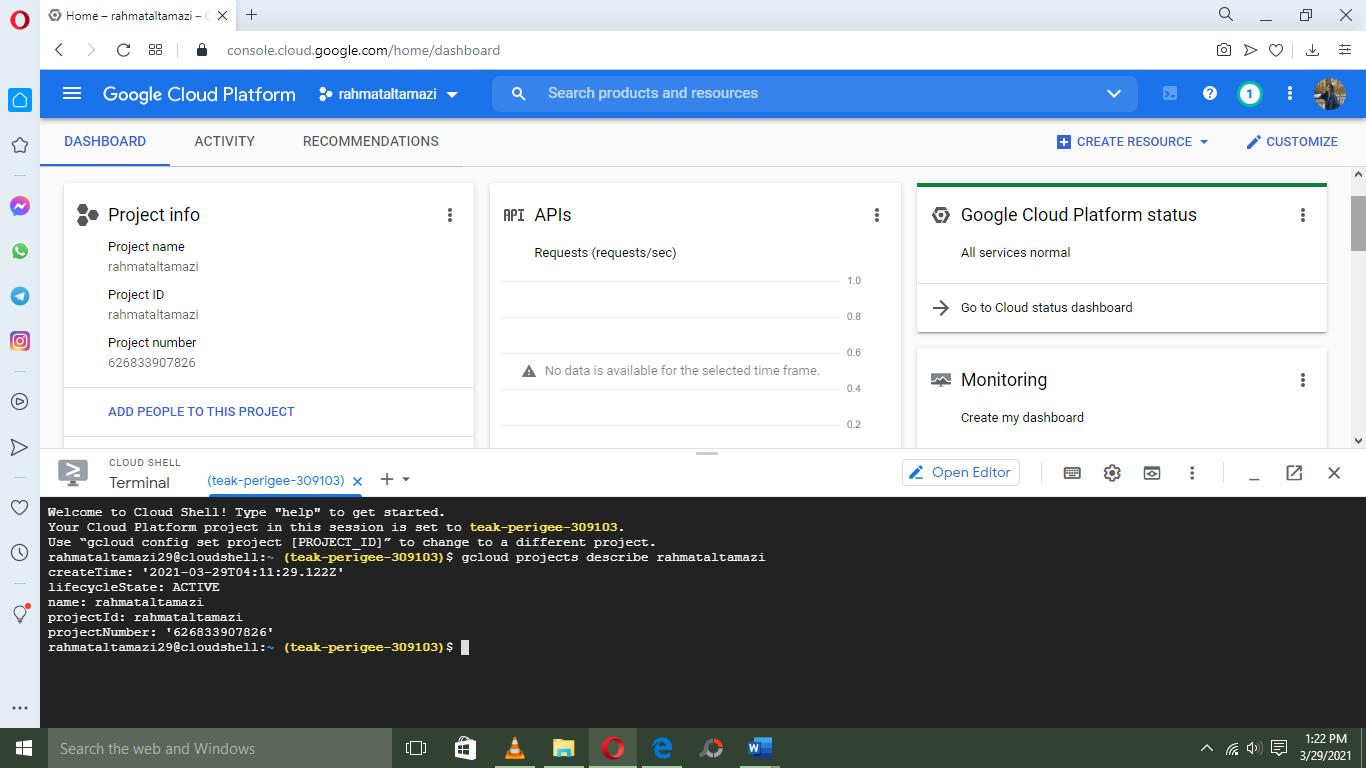 Home – rahmataltamazi –
console.cloud.google.com/home/dashboard
Google Cloud Platform
rahmataltamazi
Search products and resources
1
DASHBOARD
ACTIVITY
RECOMMENDATIONS
CREATE RESOURCE
CUSTOMIZE
Project info
Project name
rahmataltamazi
Project ID
rahmataltamazi
Project number
626833907826
ADD PEOPLE TO THIS PROJECT
API APIs
Requests (requests/sec)
1.0
0.8
0.6
No data is available for the selected time frame.
0.4
0.2
Google Cloud Platform status
All services normal
Go to Cloud status dashboard
Monitoring
Create my dashboard
CLOUD SHELL
Terminal
(teak-perigee-309103)
Open Editor
Welcome to Cloud Shell! Type "help" to get started.
Your Cloud Platform project in this session is set to teak-perigee-309103.
Use “gcloud config set project [PROJECT_ID]” to change to a different project.
rahmataltamazi29@cloudshell:~ (teak-perigee-309103)$ gcloud projects describe rahmataltamazi
createTime: '2021-03-29T04:11:29.122Z'
lifecycleState: ACTIVE
name: rahmataltamazi
projectId: rahmataltamazi
projectNumber: '626833907826'
rahmataltamazi29@cloudshell:~ (teak-perigee-309103)$
Search the web and Windows
1:22 PM
3/29/2021